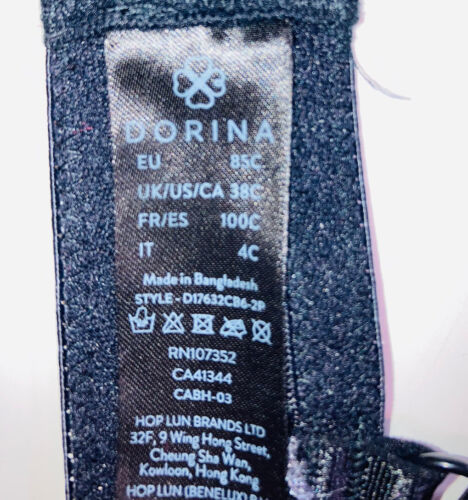 DORINA
EU 85C
UK/US/CA 38C
FR/ES 100C
IT 4C
Made in Bangladesh
STYLE - D17632CB6-2P
RN107352
CA41344
CABH-03
HOP LUN BRANDS LTD
32F, 9 Wing Hong Street,
Cheung Sha Wan,
Kowloon, Hong Kong
HOP LUN (BENELUX)